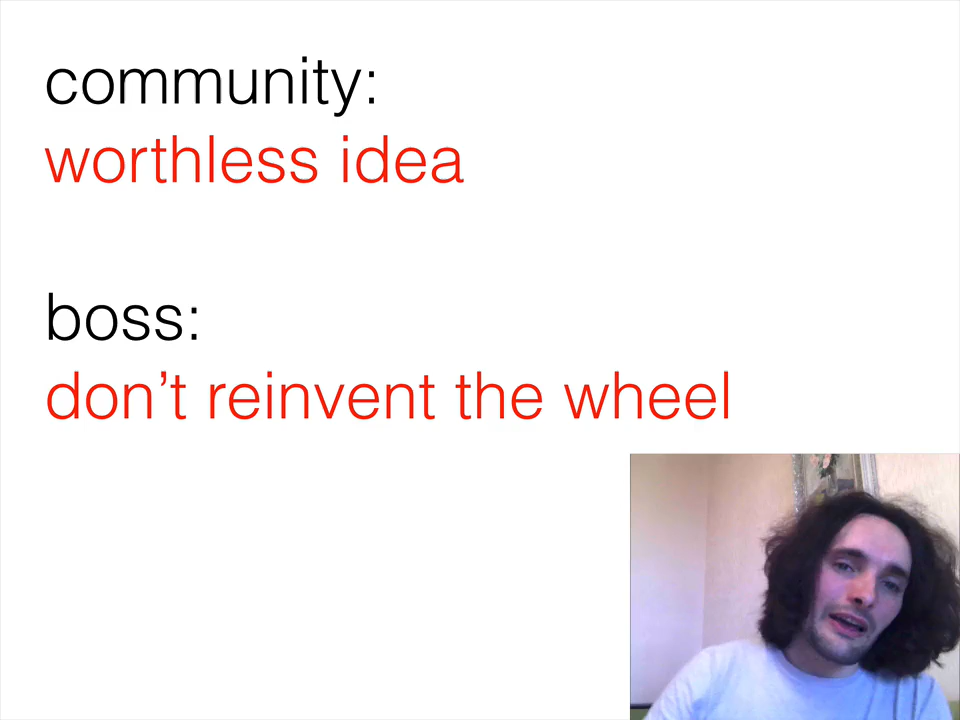 community:
worthless idea
boss:
don’t reinvent the wheel